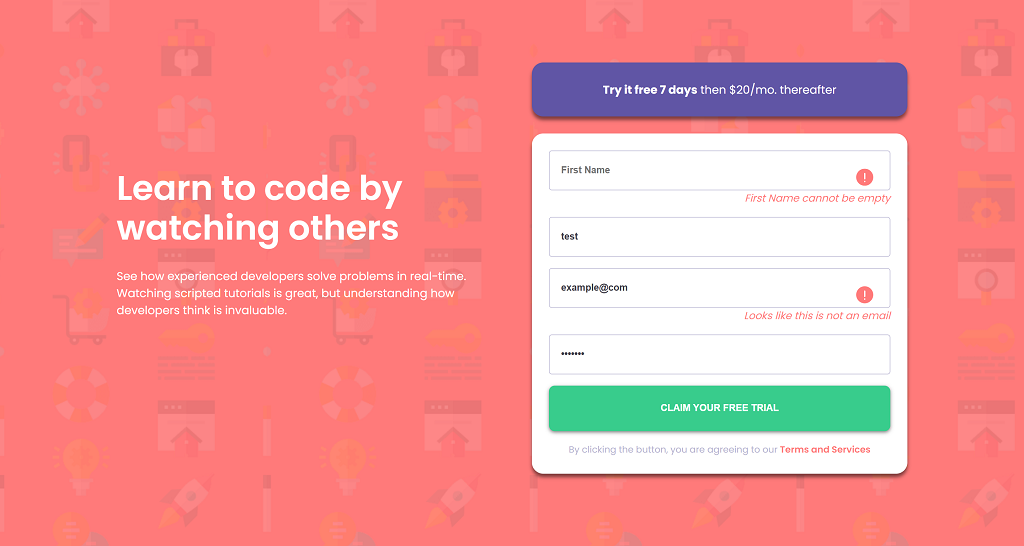 Learn to code by
watching others
See how experienced developers solve problems in real-time.
Watching scripted tutorials is great, but understanding how
developers think is invaluable.
Try it free 7 days then $20/mo. thereafter
First Name
First Name cannot be empty
test
example@com
Looks like this is not an email
•••••••
CLAIM YOUR FREE TRIAL
By clicking the button, you are agreeing to our Terms and Services